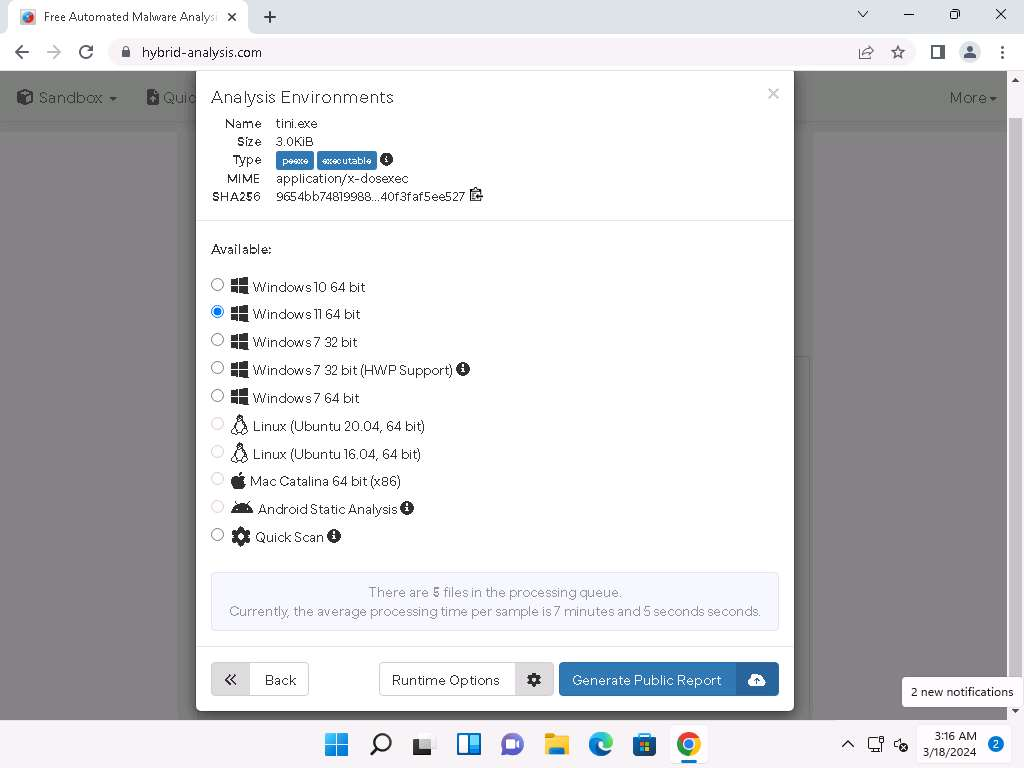 Free Automated Malware Analysi
hybrid-analysis.com
Sandbox
Quic
More
Analysis Environments
Name tini.exe
Size 3.0KiB
Type peexe executable
MIME application/x-dosexec
SHA256 9654bb74819988...40f3faf5ee527
Available:
Windows 10 64 bit
Windows 11 64 bit
Windows 7 32 bit
Windows 7 32 bit (HWP Support)
Windows 7 64 bit
Linux (Ubuntu 20.04, 64 bit)
Linux (Ubuntu 16.04, 64 bit)
Mac Catalina 64 bit (x86)
Android Static Analysis
Quick Scan
There are 5 files in the processing queue.
Currently, the average processing time per sample is 7 minutes and 5 seconds seconds.
Back
Runtime Options
Generate Public Report
2 new notifications
3:16 AM
3/18/2024
2